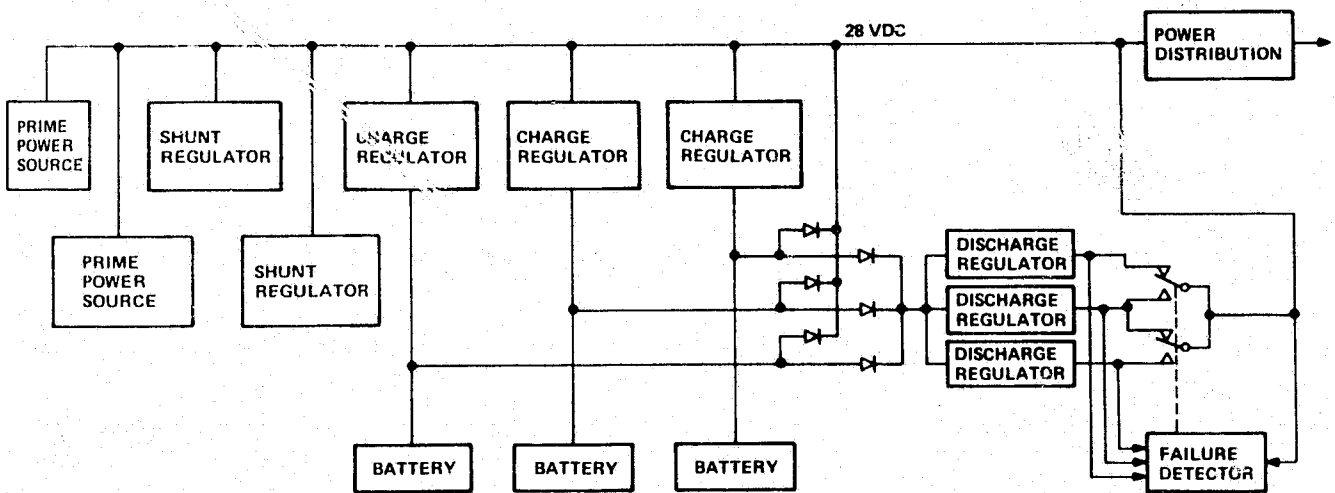 28 VDC
POWER
DISTRIBUTION
PRIME
POWER
SOURCE
SHUNT
REGULATOR
CHARGE
REGULATOR
CHARGE
REGULATOR
CHARGE
REGULATOR
PRIME
POWER
SOURCE
SHUNT
REGULATOR
DISCHARGE
REGULATOR
DISCHARGE
REGULATOR
DISCHARGE
REGULATOR
BATTERY
BATTERY
BATTERY
FAILURE
DETECTOR